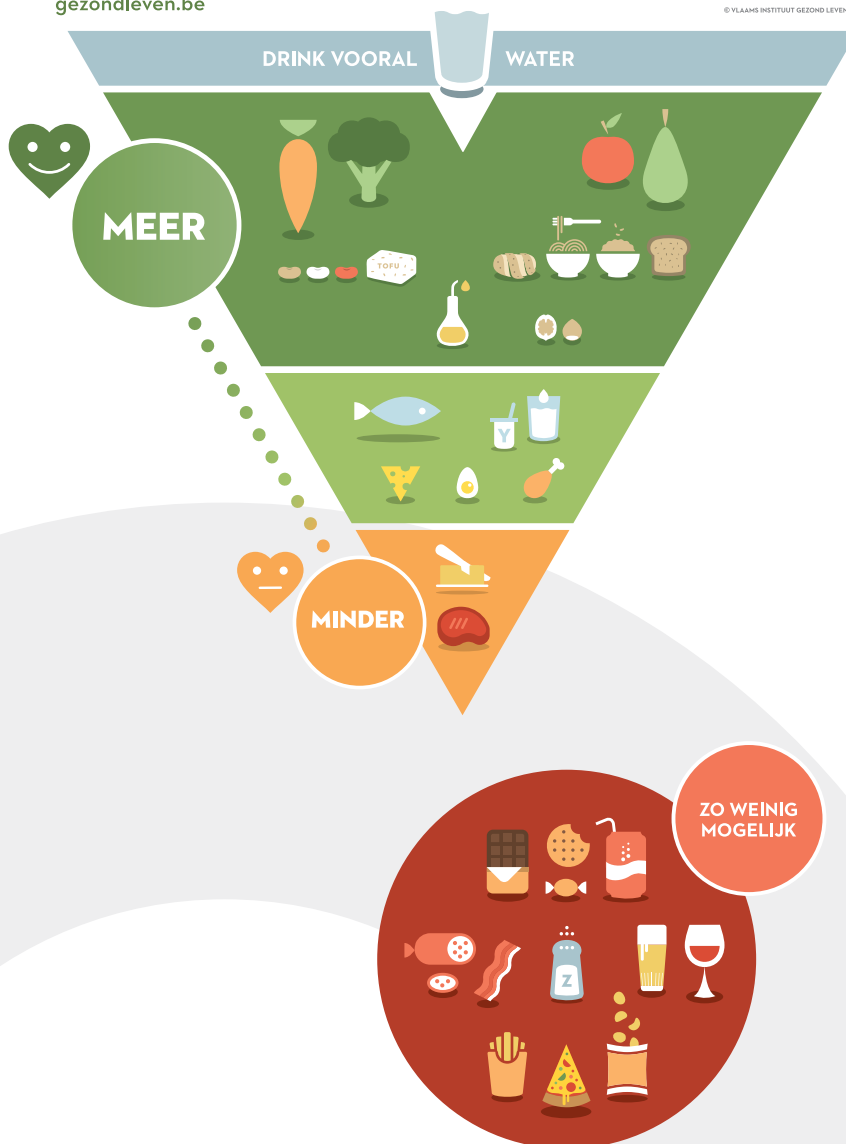 gezondleven.be
© VLAAMS INSTITUUT GEZOND LEVEN
DRINK VOORAL WATER
MEER
TOFU
Y
MINDER
ZO WEINIG
MOGELIJK
Z